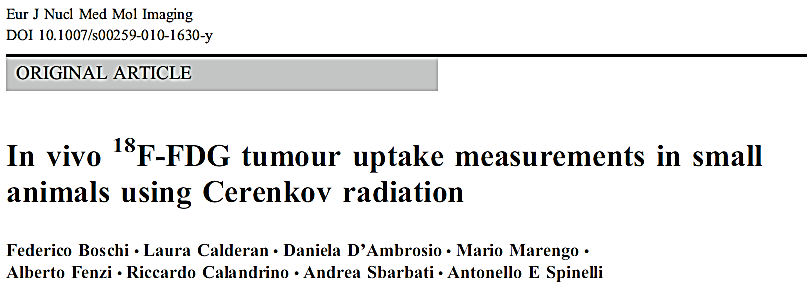 Eur J Nucl Med Mol Imaging
DOI 10.1007/s00259-010-1630-y
ORIGINAL ARTICLE
In vivo ¹⁸F-FDG tumour uptake measurements in small
animals using Cerenkov radiation
Federico Boschi · Laura Calderan · Daniela D’Ambrosio · Mario Marengo ·
Alberto Fenzi · Riccardo Calandrino · Andrea Sbarbati · Antonello E Spinelli